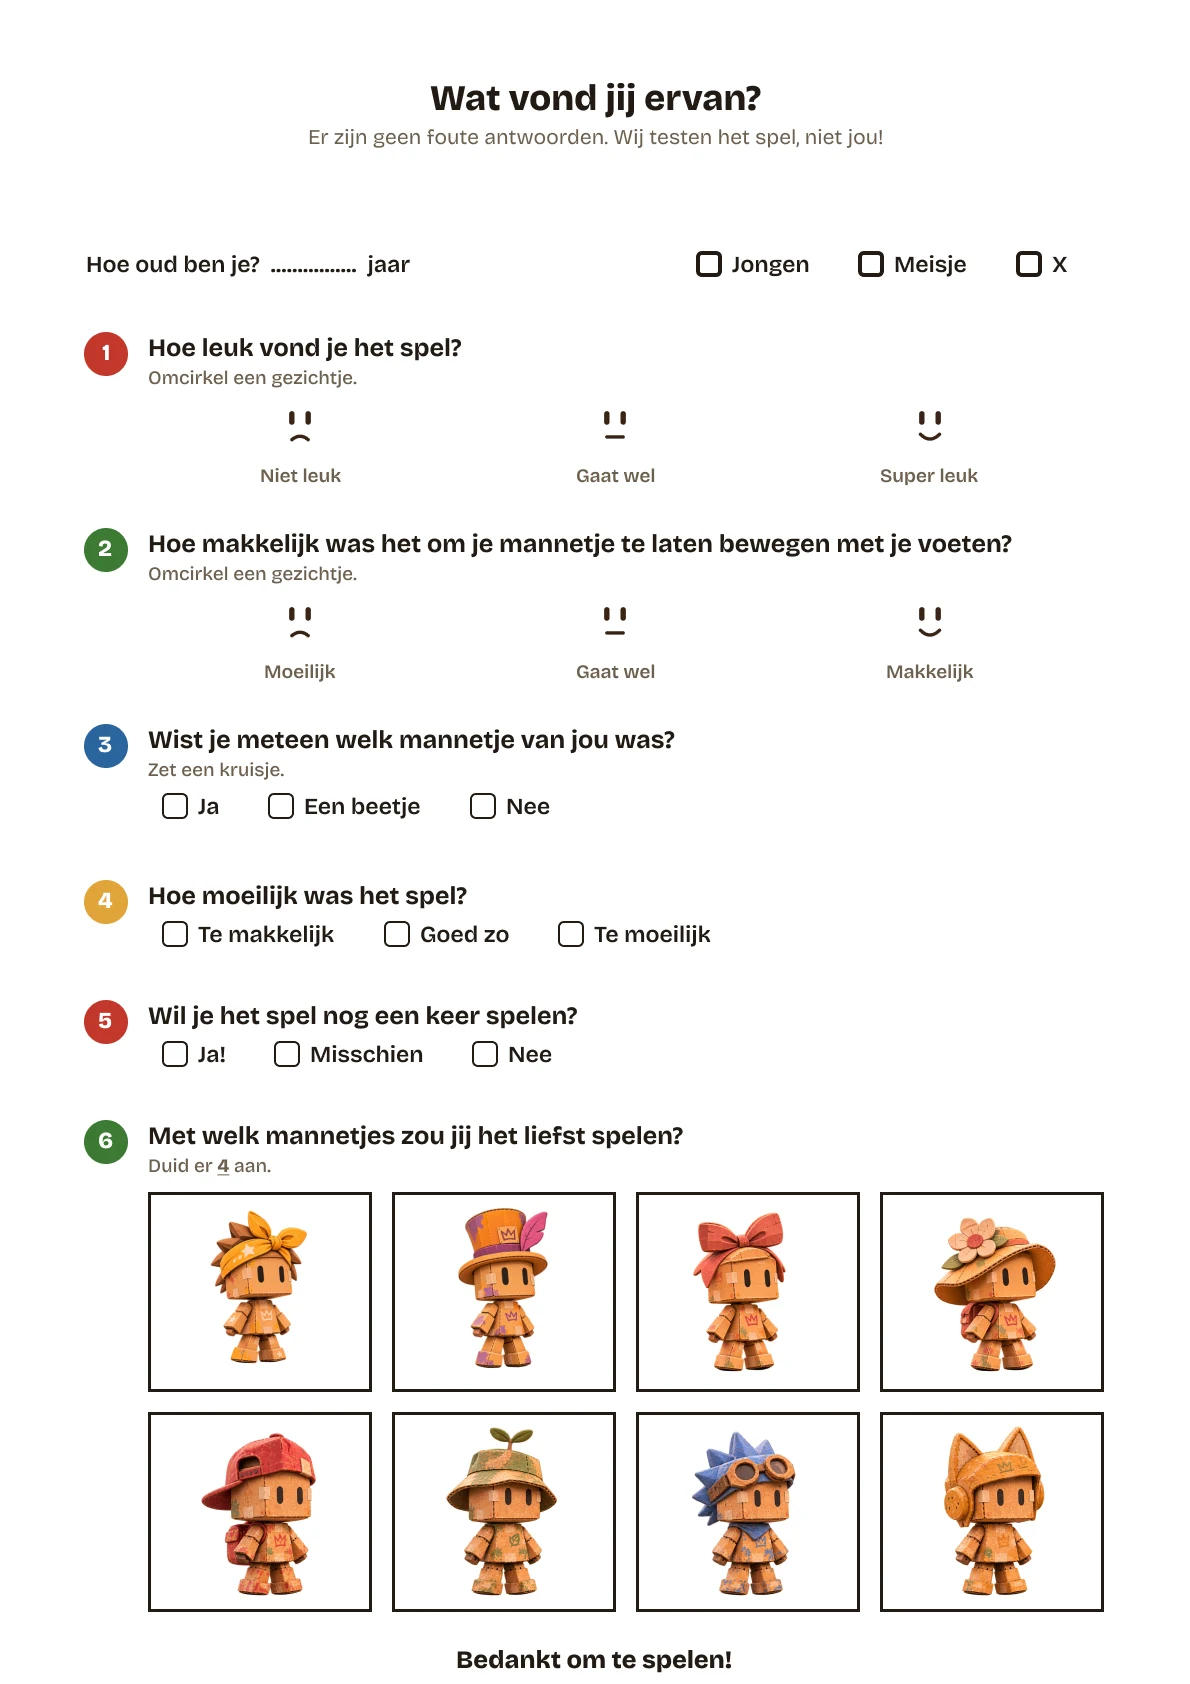 Wat vond jij ervan?
Er zijn geen foute antwoorden. Wij testen het spel, niet jou!
Hoe oud ben je? ............... jaar
Jongen Meisje X
1 Hoe leuk vond je het spel?
Omcirkel een gezichtje.
Niet leuk Gaat wel Super leuk
2 Hoe makkelijk was het om je mannetje te laten bewegen met je voeten?
Omcirkel een gezichtje.
Moeilijk Gaat wel Makkelijk
3 Wist je meteen welk mannetje van jou was?
Zet een kruisje.
Ja Een beetje Nee
4 Hoe moeilijk was het spel?
Te makkelijk Goed zo Te moeilijk
5 Wil je het spel nog een keer spelen?
Ja! Misschien Nee
6 Met welk mannetjes zou jij het liefst spelen?
Duid er 4 aan.
Bedankt om te spelen!